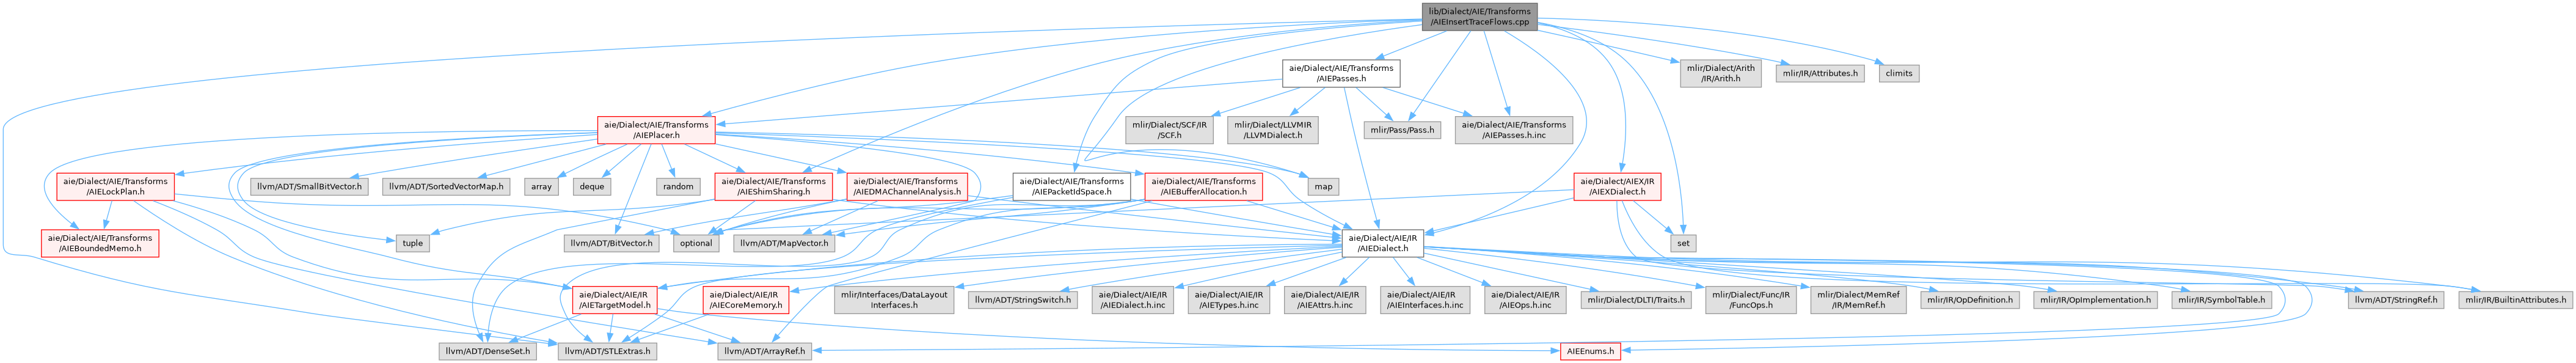 lib/Dialect/AIE/Transforms
/AIEInsertTraceFlows.cpp
aie/Dialect/AIE/Transforms
/AIEPasses.h
mlir/Dialect/Arith
/IR/Arith.h
mlir/IR/Attributes.h
climits
aie/Dialect/AIE/Transforms
/AIEPlacer.h
mlir/Dialect/SCF/IR
/SCF.h
mlir/Dialect/LLVMIR
/LLVMDialect.h
mlir/Pass/Pass.h
aie/Dialect/AIE/Transforms
/AIEPasses.h.inc
aie/Dialect/AIE/Transforms
/AIELockPlan.h
llvm/ADT/SmallBitVector.h
llvm/ADT/SortedVectorMap.h
array
deque
random
aie/Dialect/AIE/Transforms
/AIEShimSharing.h
aie/Dialect/AIE/Transforms
/AIEDMAChannelAnalysis.h
aie/Dialect/AIE/Transforms
/AIEPacketIdSpace.h
aie/Dialect/AIE/Transforms
/AIEBufferAllocation.h
map
aie/Dialect/AIEX/IR
/AIEXDialect.h
aie/Dialect/AIE/Transforms
/AIEBoundedMemo.h
tuple
llvm/ADT/BitVector.h
optional
llvm/ADT/MapVector.h
aie/Dialect/AIE/IR
/AIEDialect.h
set
aie/Dialect/AIE/IR
/AIETargetModel.h
aie/Dialect/AIE/IR
/AIECoreMemory.h
mlir/Interfaces/DataLayout
Interfaces.h
llvm/ADT/StringSwitch.h
aie/Dialect/AIE/IR
/AIEDialect.h.inc
aie/Dialect/AIE/IR
/AIETypes.h.inc
aie/Dialect/AIE/IR
/AIEAttrs.h.inc
aie/Dialect/AIE/IR
/AIEInterfaces.h.inc
aie/Dialect/AIE/IR
/AIEOps.h.inc
mlir/Dialect/DLTI/Traits.h
mlir/Dialect/Func/IR
/FuncOps.h
mlir/Dialect/MemRef
/IR/MemRef.h
mlir/IR/OpDefinition.h
mlir/IR/OpImplementation.h
mlir/IR/SymbolTable.h
llvm/ADT/StringRef.h
mlir/IR/BuiltinAttributes.h
llvm/ADT/DenseSet.h
llvm/ADT/STLExtras.h
llvm/ADT/ArrayRef.h
AIEEnums.h